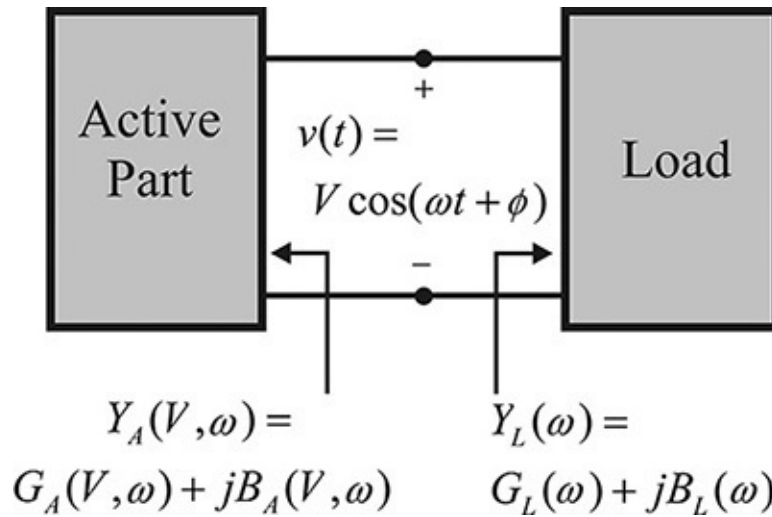 Active
Part
+
v(t) =
V cos(ωt + ϕ)
−
Load
Y_A(V,ω) =
G_A(V,ω) + jB_A(V,ω)
Y_L(ω) =
G_L(ω) + jB_L(ω)